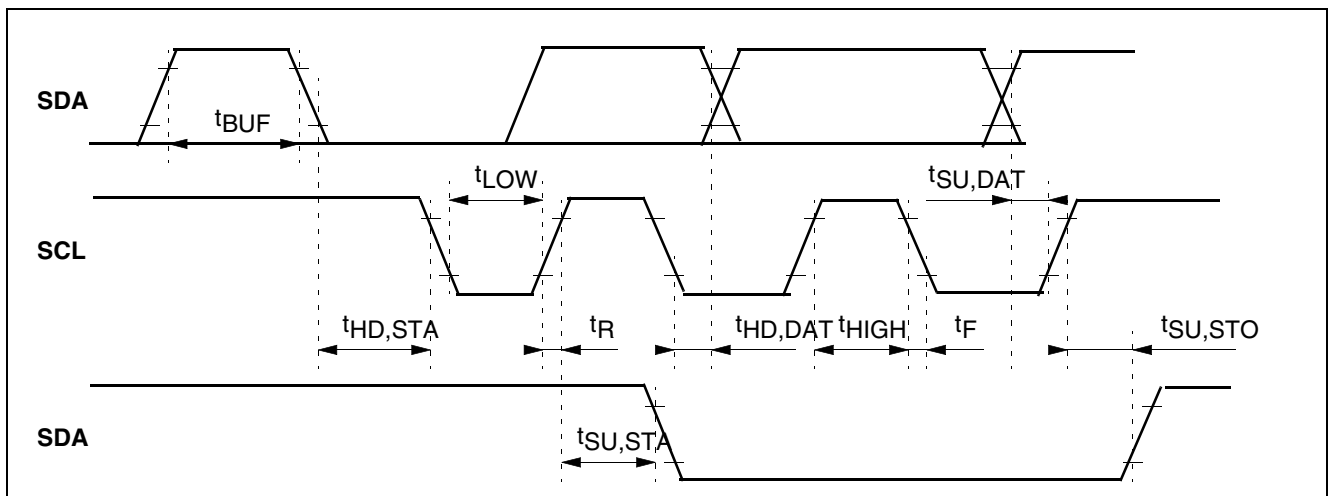 SDA
tBUF
tLOW
tSU,DAT
SCL
tHD,STA
tR
tHD,DAT
tHIGH
tF
tSU,STO
SDA
tSU,STA